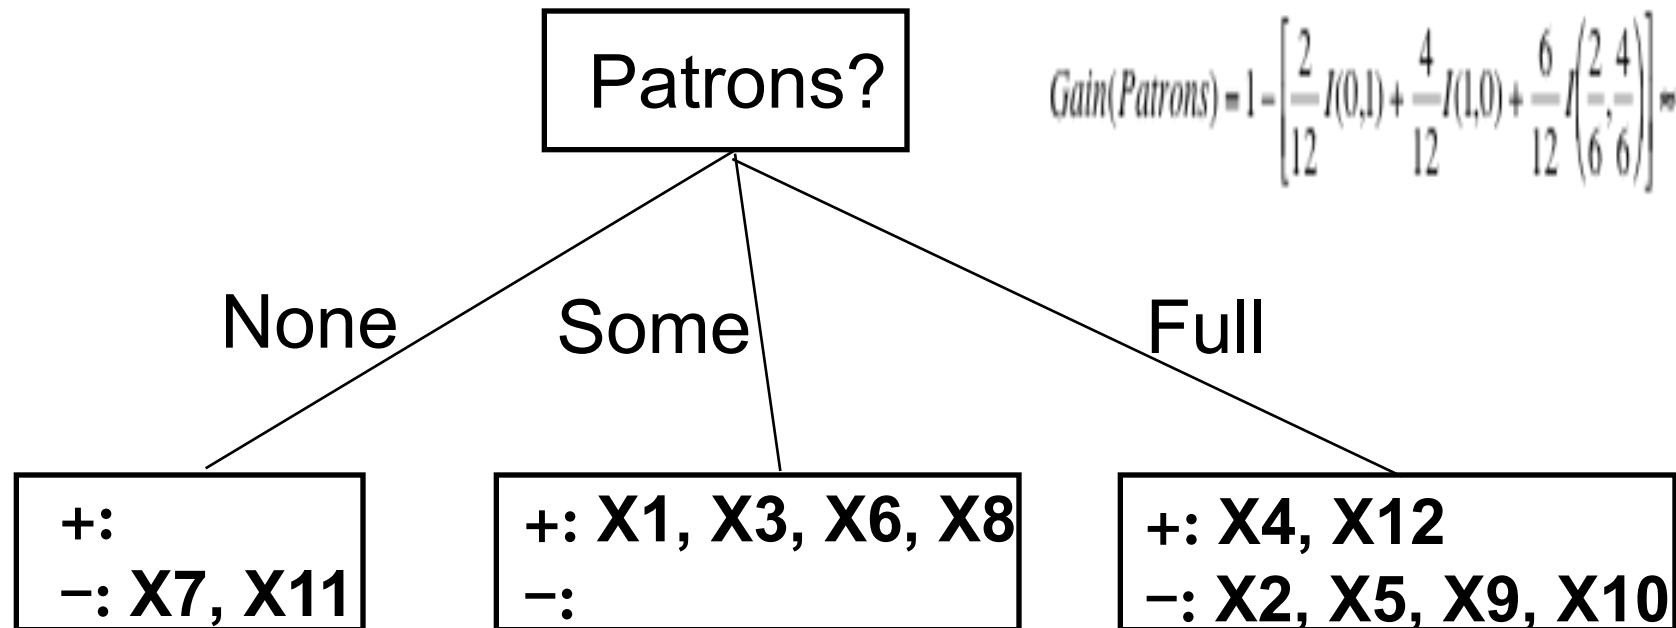 Patrons?
Gain(Patrons) = 1 - [2/12 I(0,1) + 4/12 I(1,0) + 6/12 I(2/6, 4/6)] ≈
None
Some
Full
+:
−: X7, X11
+: X1, X3, X6, X8
−:
+: X4, X12
−: X2, X5, X9, X10